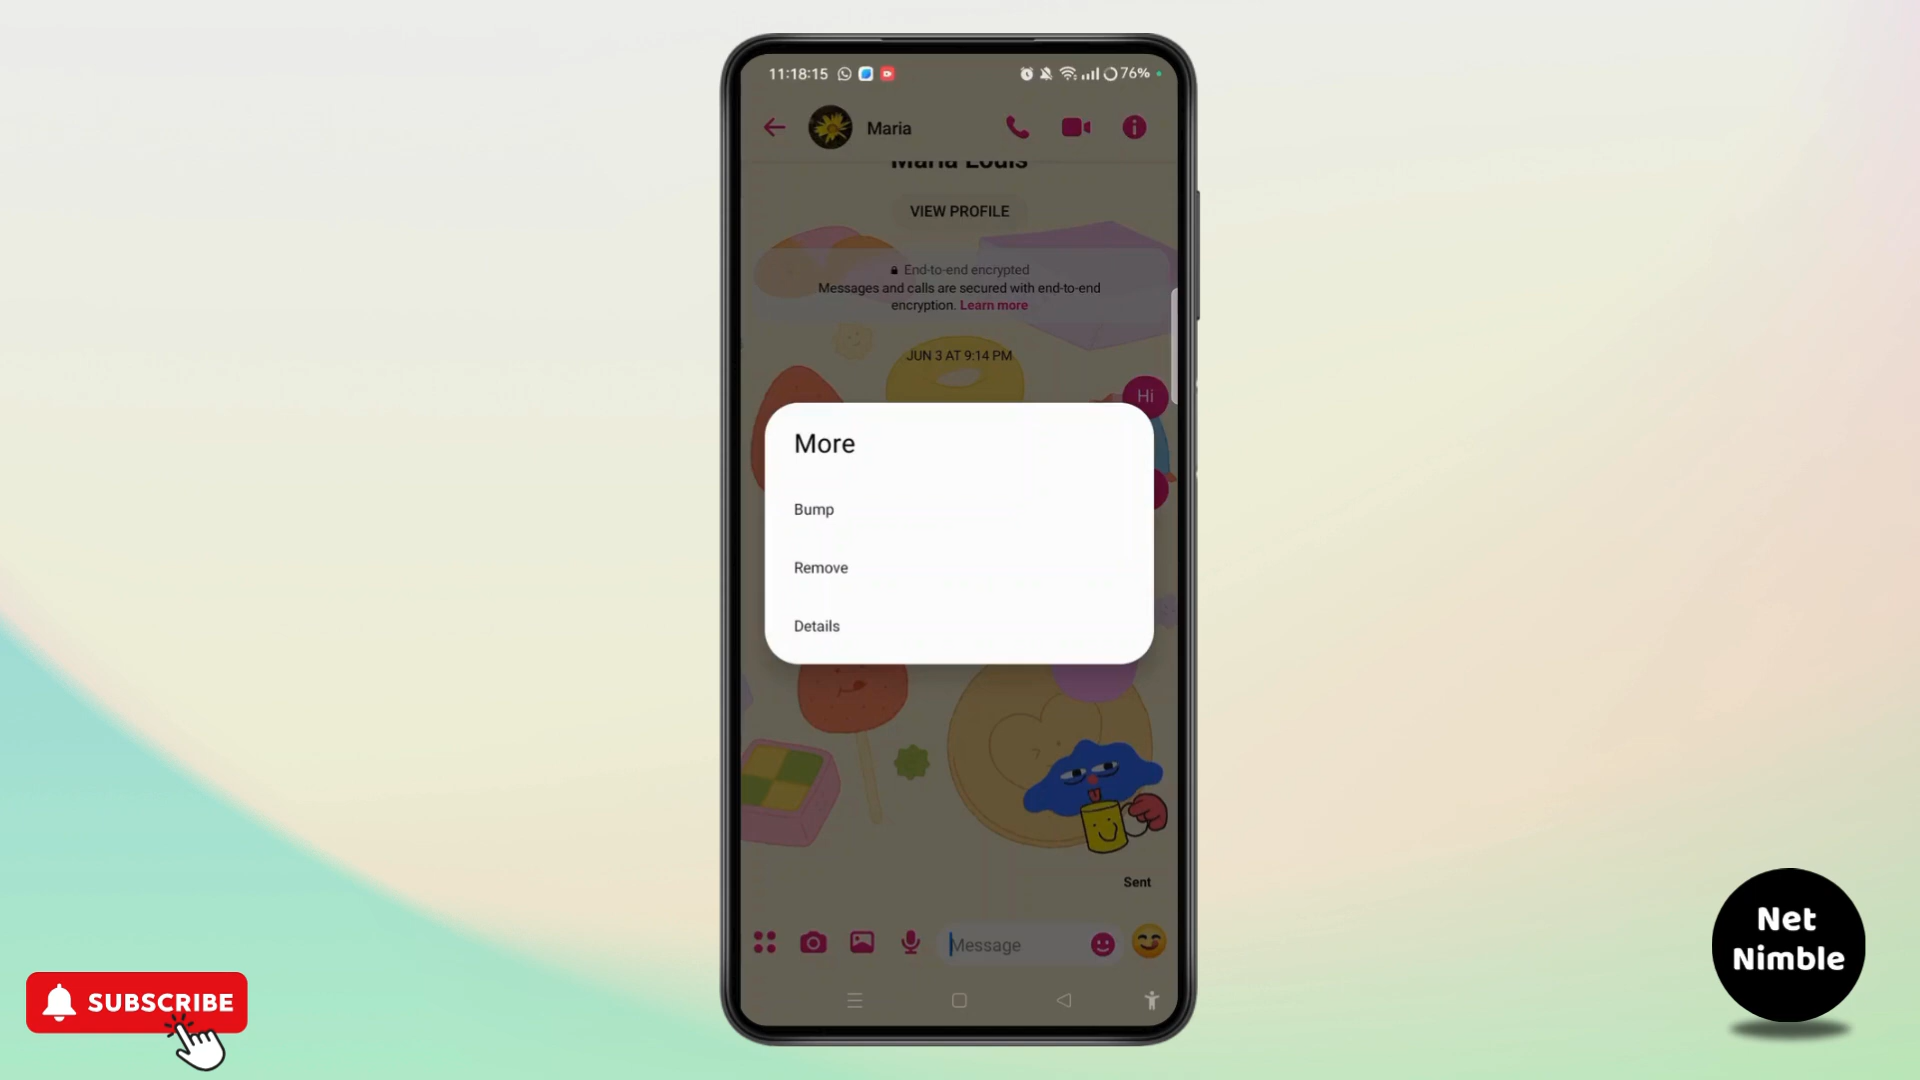 11:18:15
76%
Maria
Maria Louis
VIEW PROFILE
End-to-end encrypted
Messages and calls are secured with end-to-end
encryption. Learn more
JUN 3 AT 9:14 PM
Hi
More
Bump
Remove
Details
Sent
Message
SUBSCRIBE
Net
Nimble